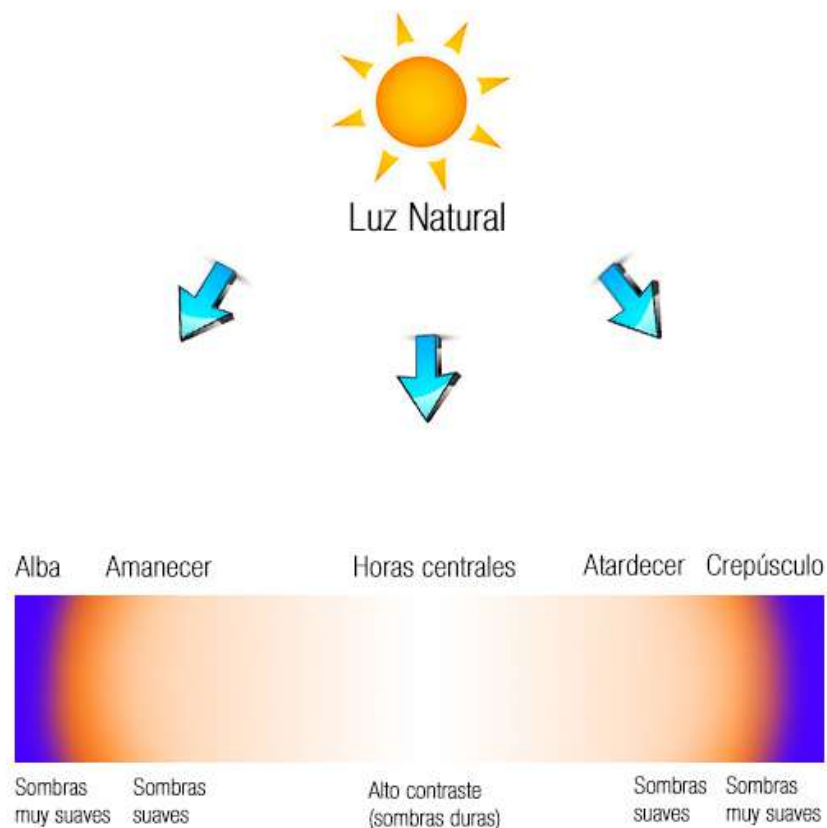 Luz Natural
Alba Amanecer Horas centrales Atardecer Crepúsculo
Sombras muy suaves
Sombras suaves
Alto contraste
(sombras duras)
Sombras suaves
Sombras muy suaves